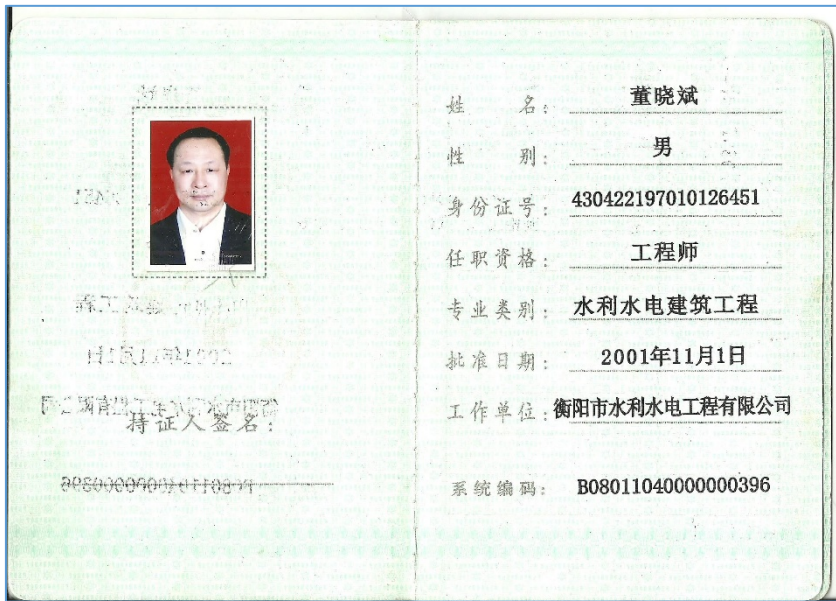 持证人签名：
姓 名： 董晓斌
性 别： 男
身份证号： 430422197010126451
任职资格： 工程师
专业类别： 水利水电建筑工程
批准日期： 2001年11月1日
工作单位： 衡阳市水利水电工程有限公司
系统编码： B08011040000000396